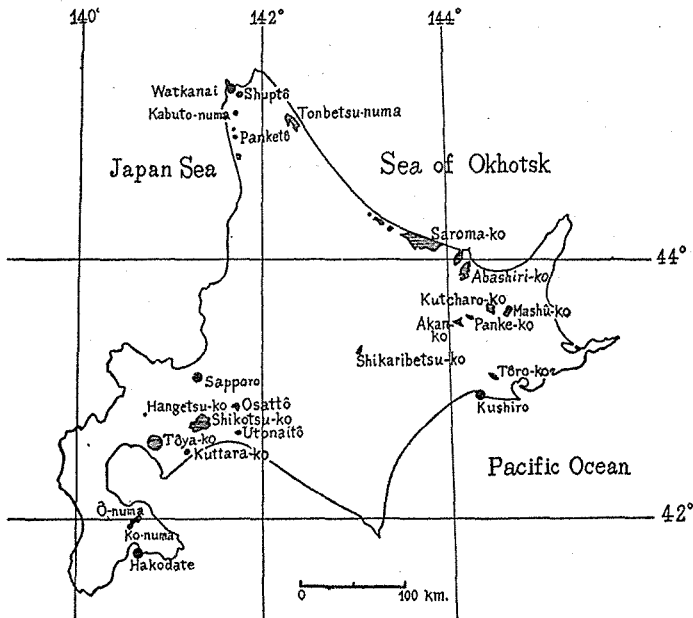 140°
142°
144°
Watkanai
Shuptô
Kabuto-numa
Tonbetsu-numa
Panketô
Japan Sea
Sea of Okhotsk
Saroma-ko
44°
Abashiri-ko
Kutcharo-ko
Mashû-ko
Akan-
ko
Panke-ko
Shikaribetsu-ko
Tôro-ko
Sapporo
Kushiro
Hangetsu-ko
Osattô
Shikotsu-ko
Utonaitô
Tôya-ko
Kuttara-ko
Pacific Ocean
Ô-numa
42°
Ko-numa
Hakodate
0
100 km.